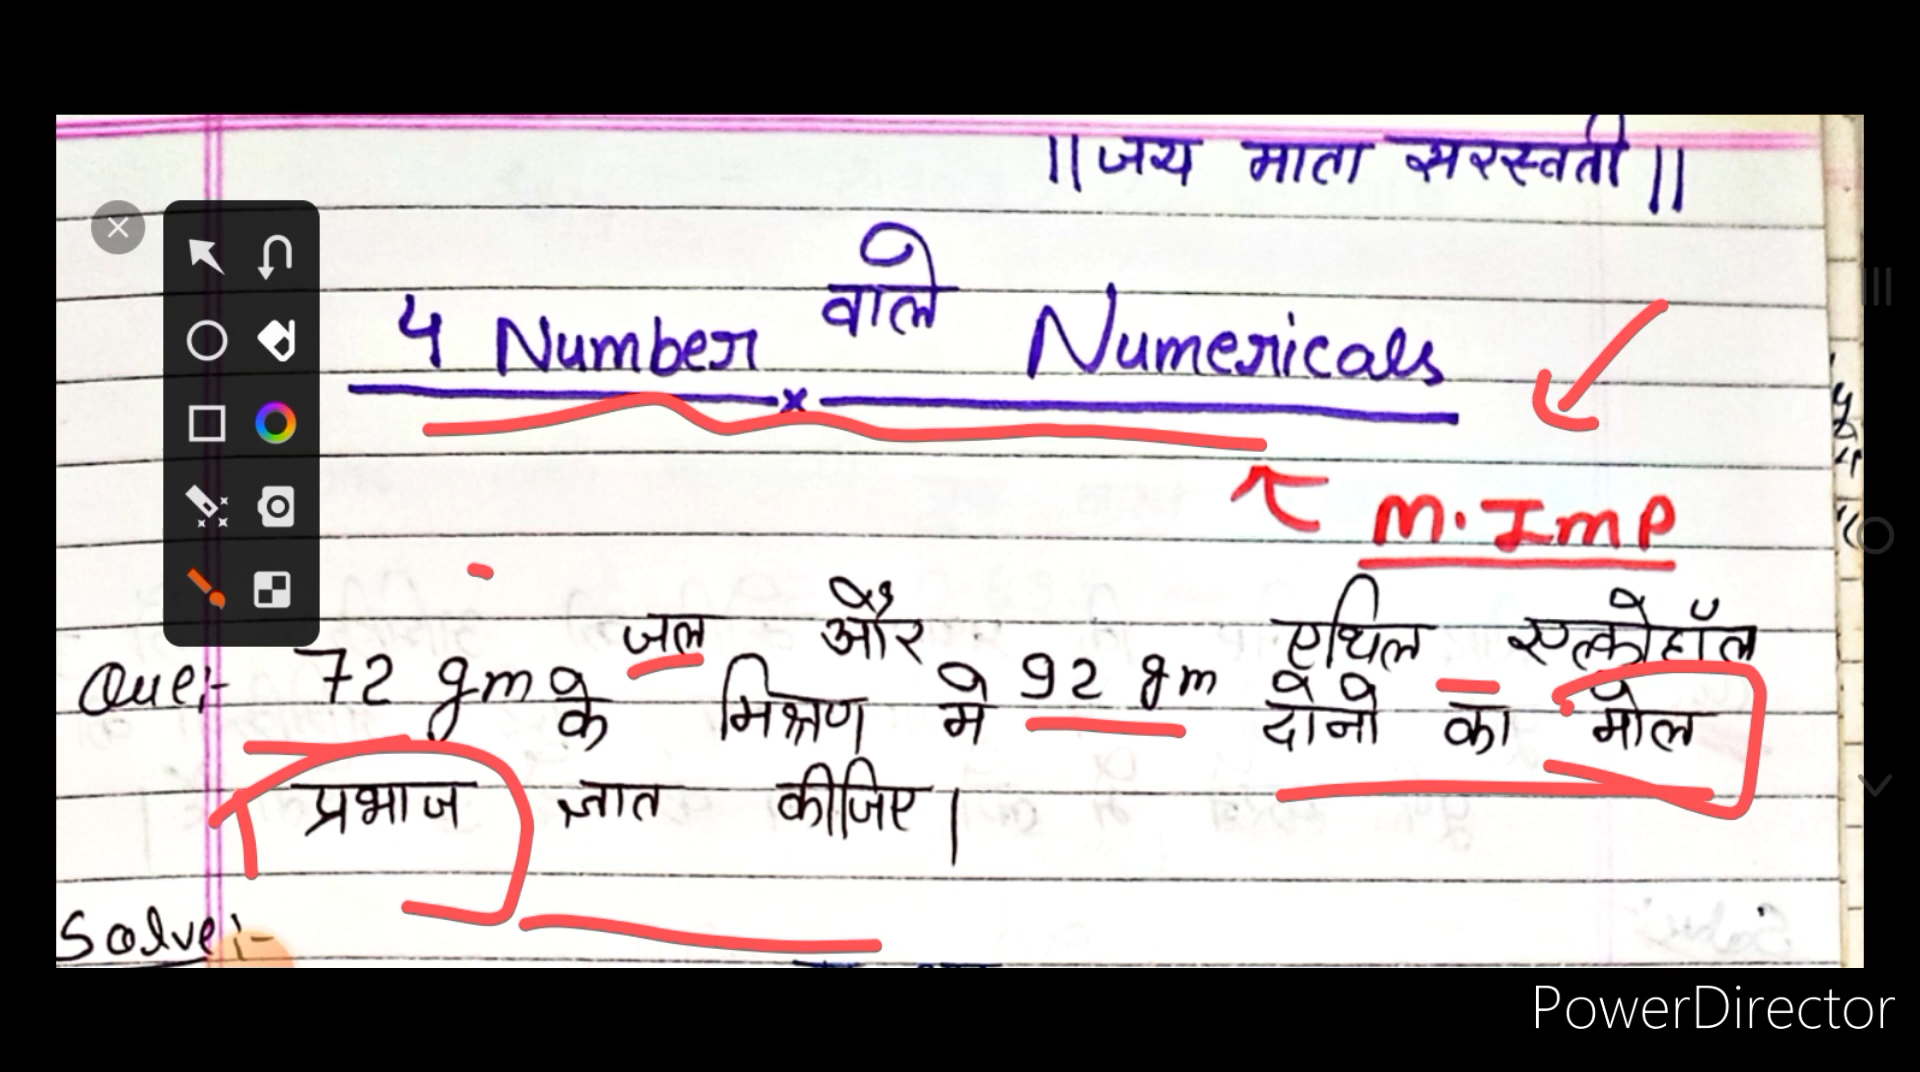 ||जय माता सरस्वती||
4 Number वाले Numericals
M. Imp
Que:- 72 gm जल और 92 gm एथिल एल्कोहॉल
के मिश्रण मे दोनो का मोल
प्रभाज ज्ञात कीजिए |
Solve:-
PowerDirector